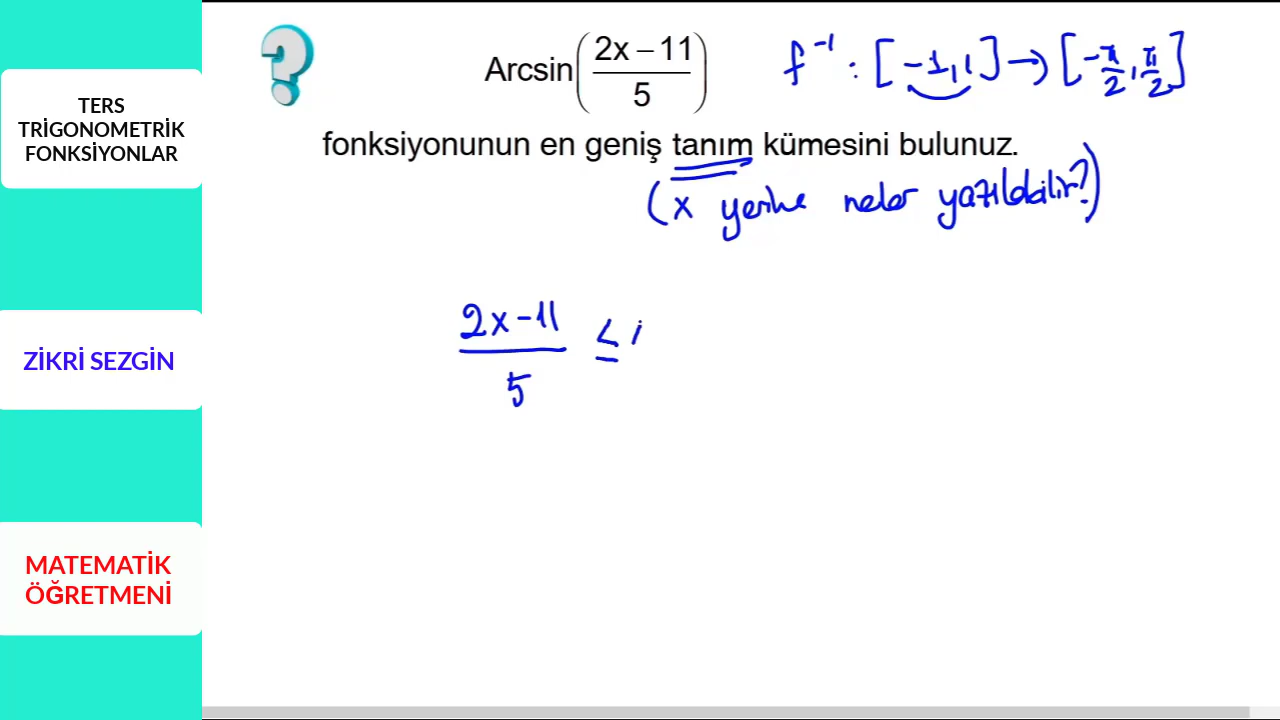 TERS
TRİGONOMETRİK
FONKSİYONLAR
ZİKRİ SEZGİN
MATEMATİK
ÖĞRETMENİ
Arcsin(2x – 11 / 5)
f⁻¹ : [-1,1] → [-π/2, π/2]
fonksiyonunun en geniş tanım kümesini bulunuz.
(x yerine neler yazılabilir?)
2x-11 / 5 ≤